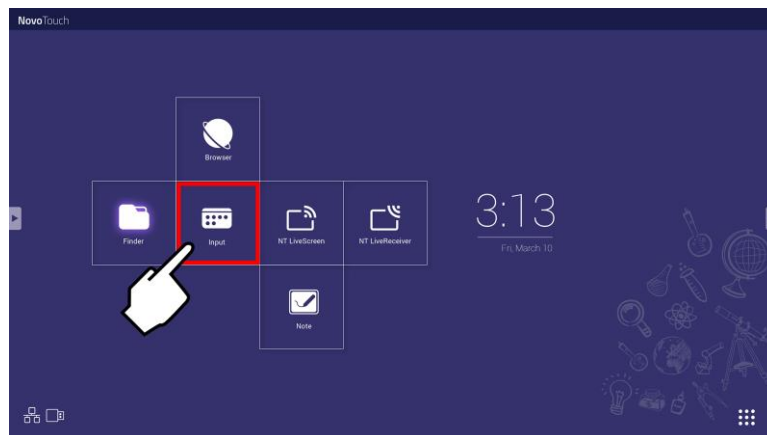 NovoTouch
Browser
Finder
Input
NT LiveScreen
NT LiveReceiver
3:13
Fri, March 10
Note